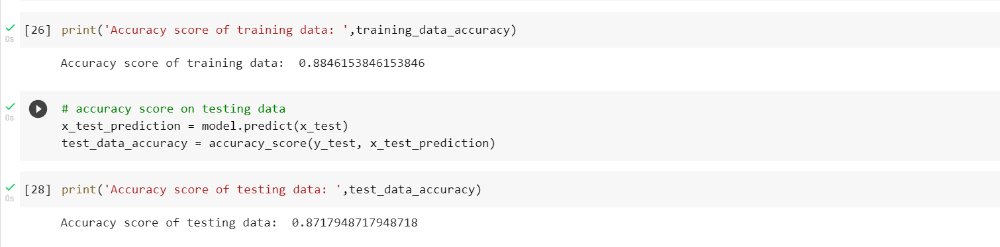 [26] print('Accuracy score of training data: ',training_data_accuracy)
0s
Accuracy score of training data:  0.8846153846153846
# accuracy score on testing data
0s
x_test_prediction = model.predict(x_test)
test_data_accuracy = accuracy_score(y_test, x_test_prediction)
[28] print('Accuracy score of testing data: ',test_data_accuracy)
0s
Accuracy score of testing data:  0.8717948717948718